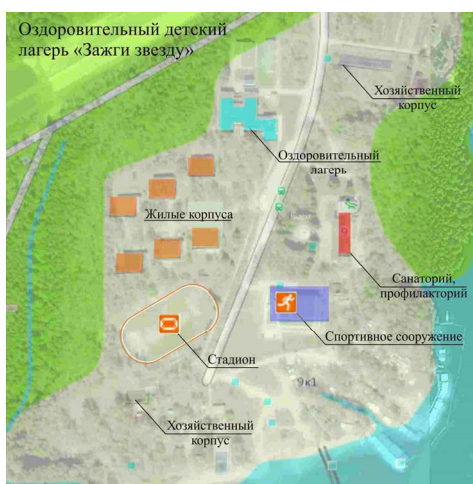 Оздоровительный детский
лагерь «Зажги звезду»
Хозяйственный
корпус
Оздоровительный
лагерь
Жилые корпуса
9
Санаторий,
профилакторий
Спортивное сооружение
Стадион
9к1
Хозяйственный
корпус